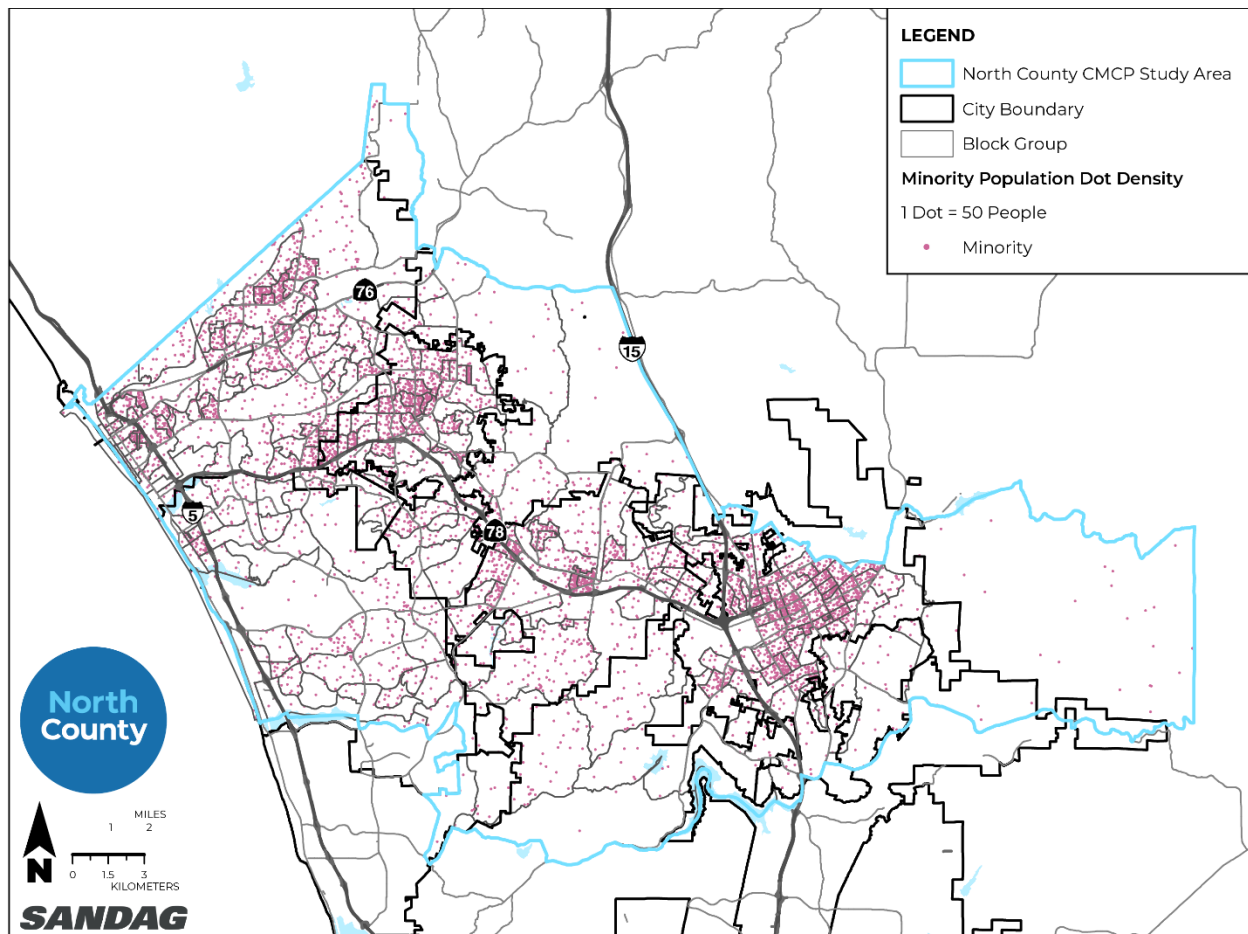 LEGEND
North County CMCP Study Area
City Boundary
Block Group
Minority Population Dot Density
1 Dot = 50 People
Minority
76
15
5
78
North
County
MILES
1 2
N
0 1.5 3
KILOMETERS
SANDAG